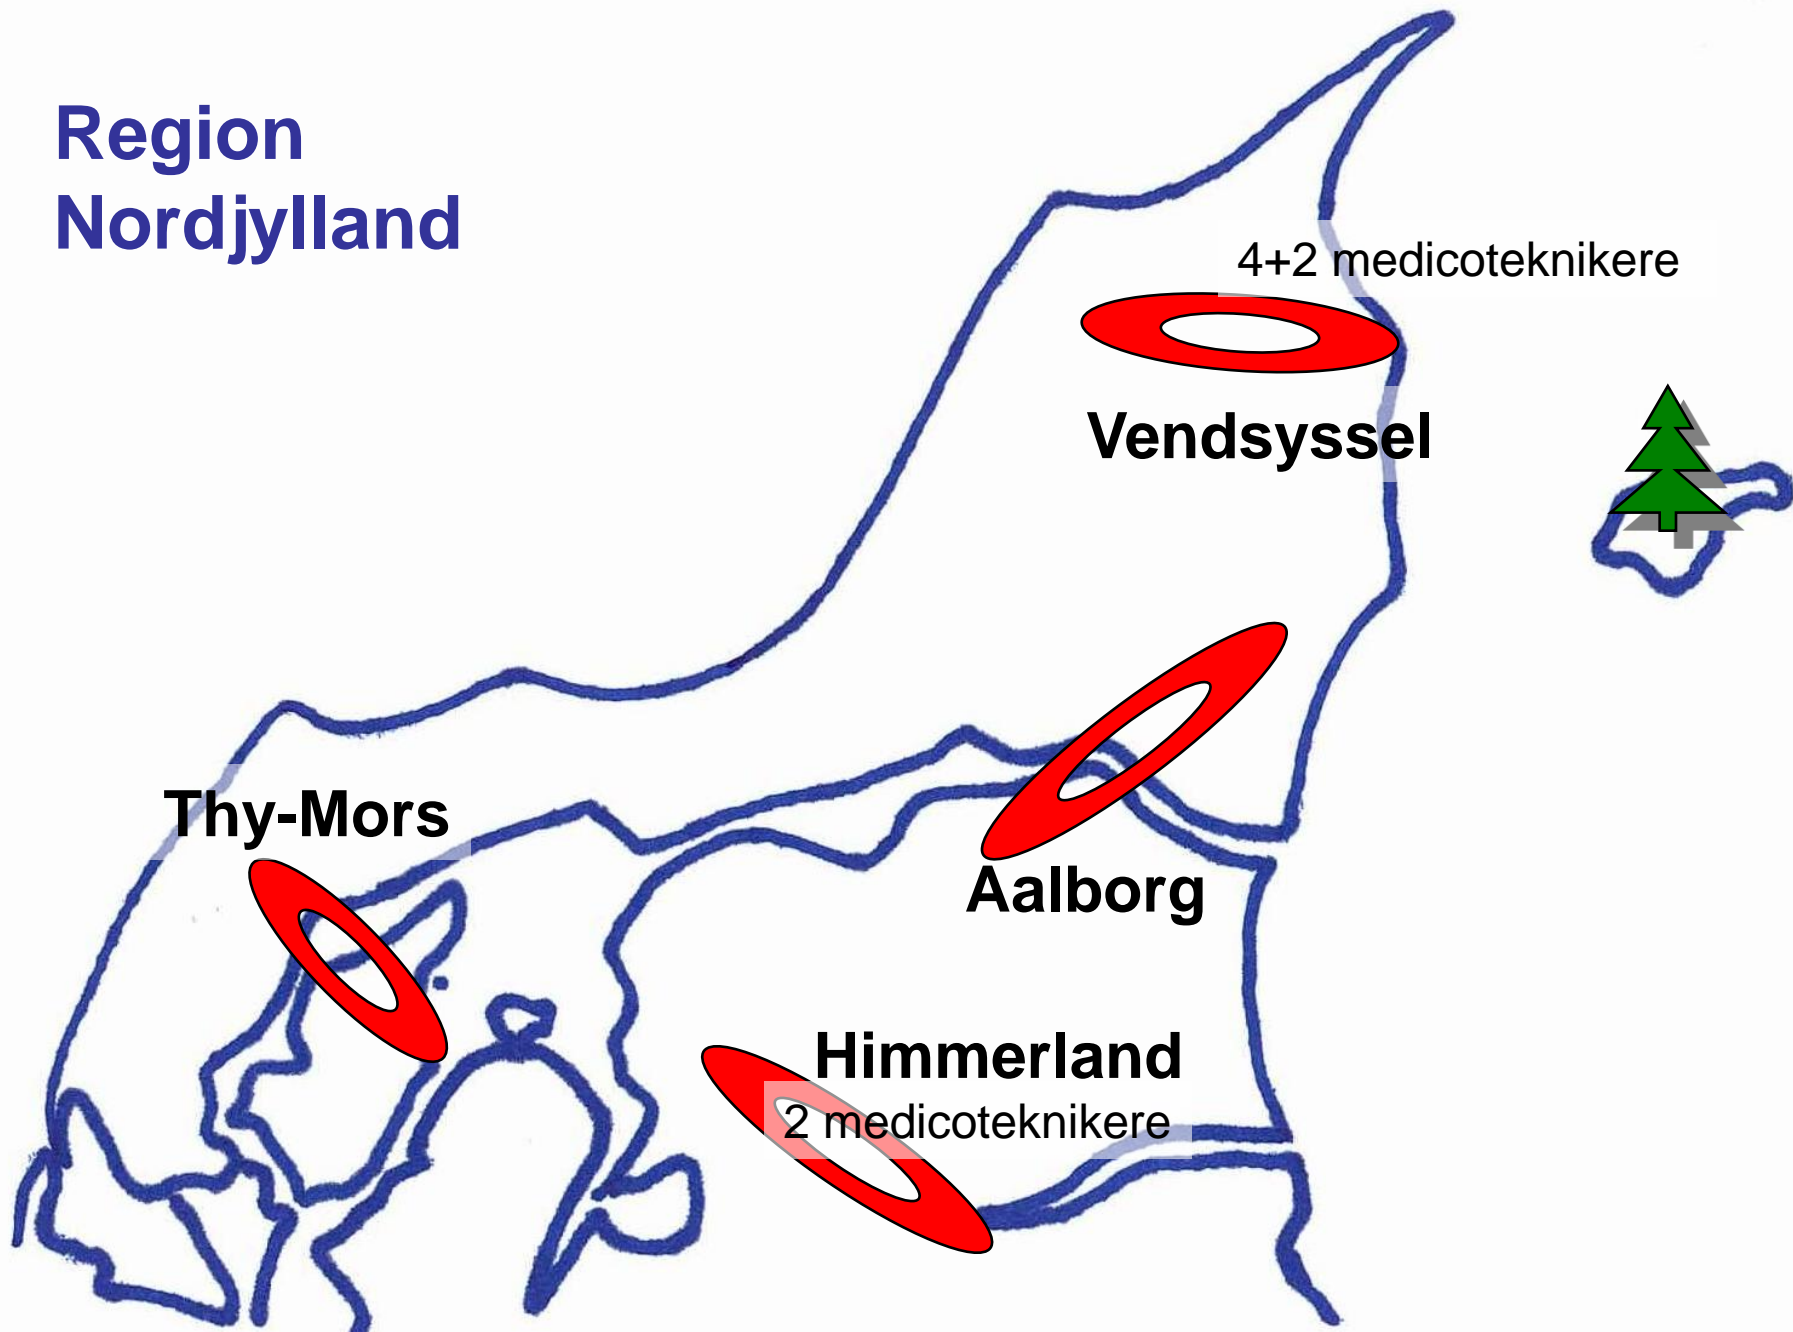 Region
Nordjylland
4+2 medicoteknikere
Vendsyssel
Thy-Mors
Aalborg
Himmerland
2 medicoteknikere